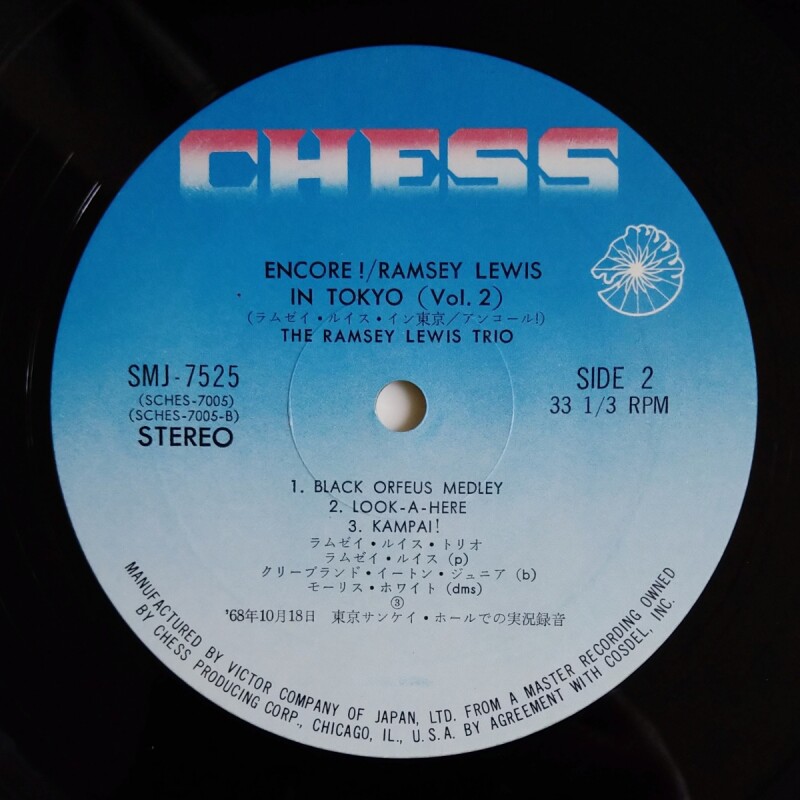 CHESS
ENCORE!/RAMSEY LEWIS
IN TOKYO (Vol. 2)
(ラムゼイ・ルイス・イン東京/アンコール!)
THE RAMSEY LEWIS TRIO
SMJ-7525
(SCHES-7005)
(SCHES-7005-B)
STEREO
SIDE 2
33 1/3 RPM
1. BLACK ORFEUS MEDLEY
2. LOOK-A-HERE
3. KAMPAI!
ラムゼイ・ルイス・トリオ
ラムゼイ・ルイス (p)
クリーブランド・イートン・ジュニア (b)
モーリス・ホワイト (dms)
③
'68年10月18日 東京サンケイ・ホールでの実況録音
MANUFACTURED BY VICTOR COMPANY OF JAPAN, LTD. FROM A MASTER RECORDING OWNED
BY CHESS PRODUCING CORP., CHICAGO, IL., U.S.A. BY AGREEMENT WITH COSDEL, INC.